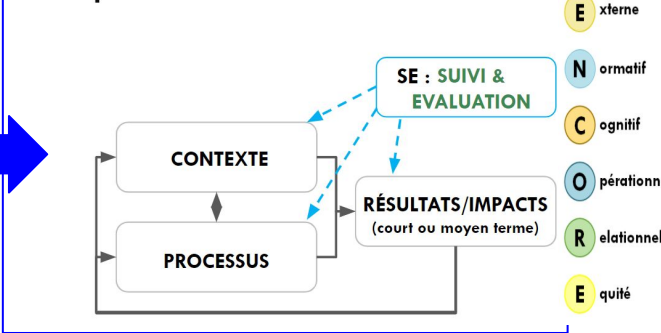 SE : SUIVI &
EVALUATION
CONTEXTE
PROCESSUS
RÉSULTATS/IMPACTS
(court ou moyen terme)
E xterne
N ormatif
C ognitif
O pérationn
R elationnel
E quité